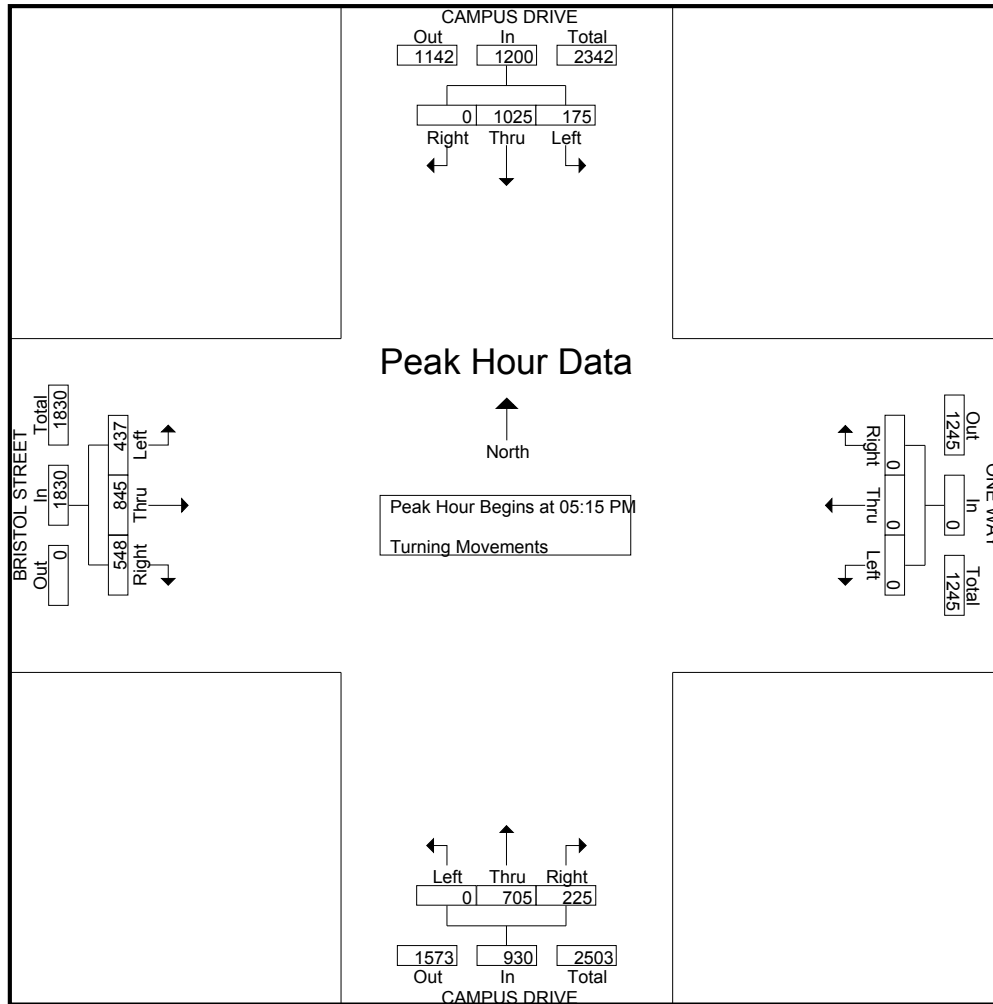 CAMPUS DRIVE
Out In Total
1142 1200 2342
0 1025 175
Right Thru Left
Peak Hour Data
North
Peak Hour Begins at 05:15 PM
Turning Movements
BRISTOL STREET
Out In Total
0 1830 1830
548 845 437
Right Thru Left
ONE WAY
Out In Total
1245 0 1245
0 0 0
Right Thru Left
Left Thru Right
0 705 225
1573 930 2503
Out In Total
CAMPUS DRIVE